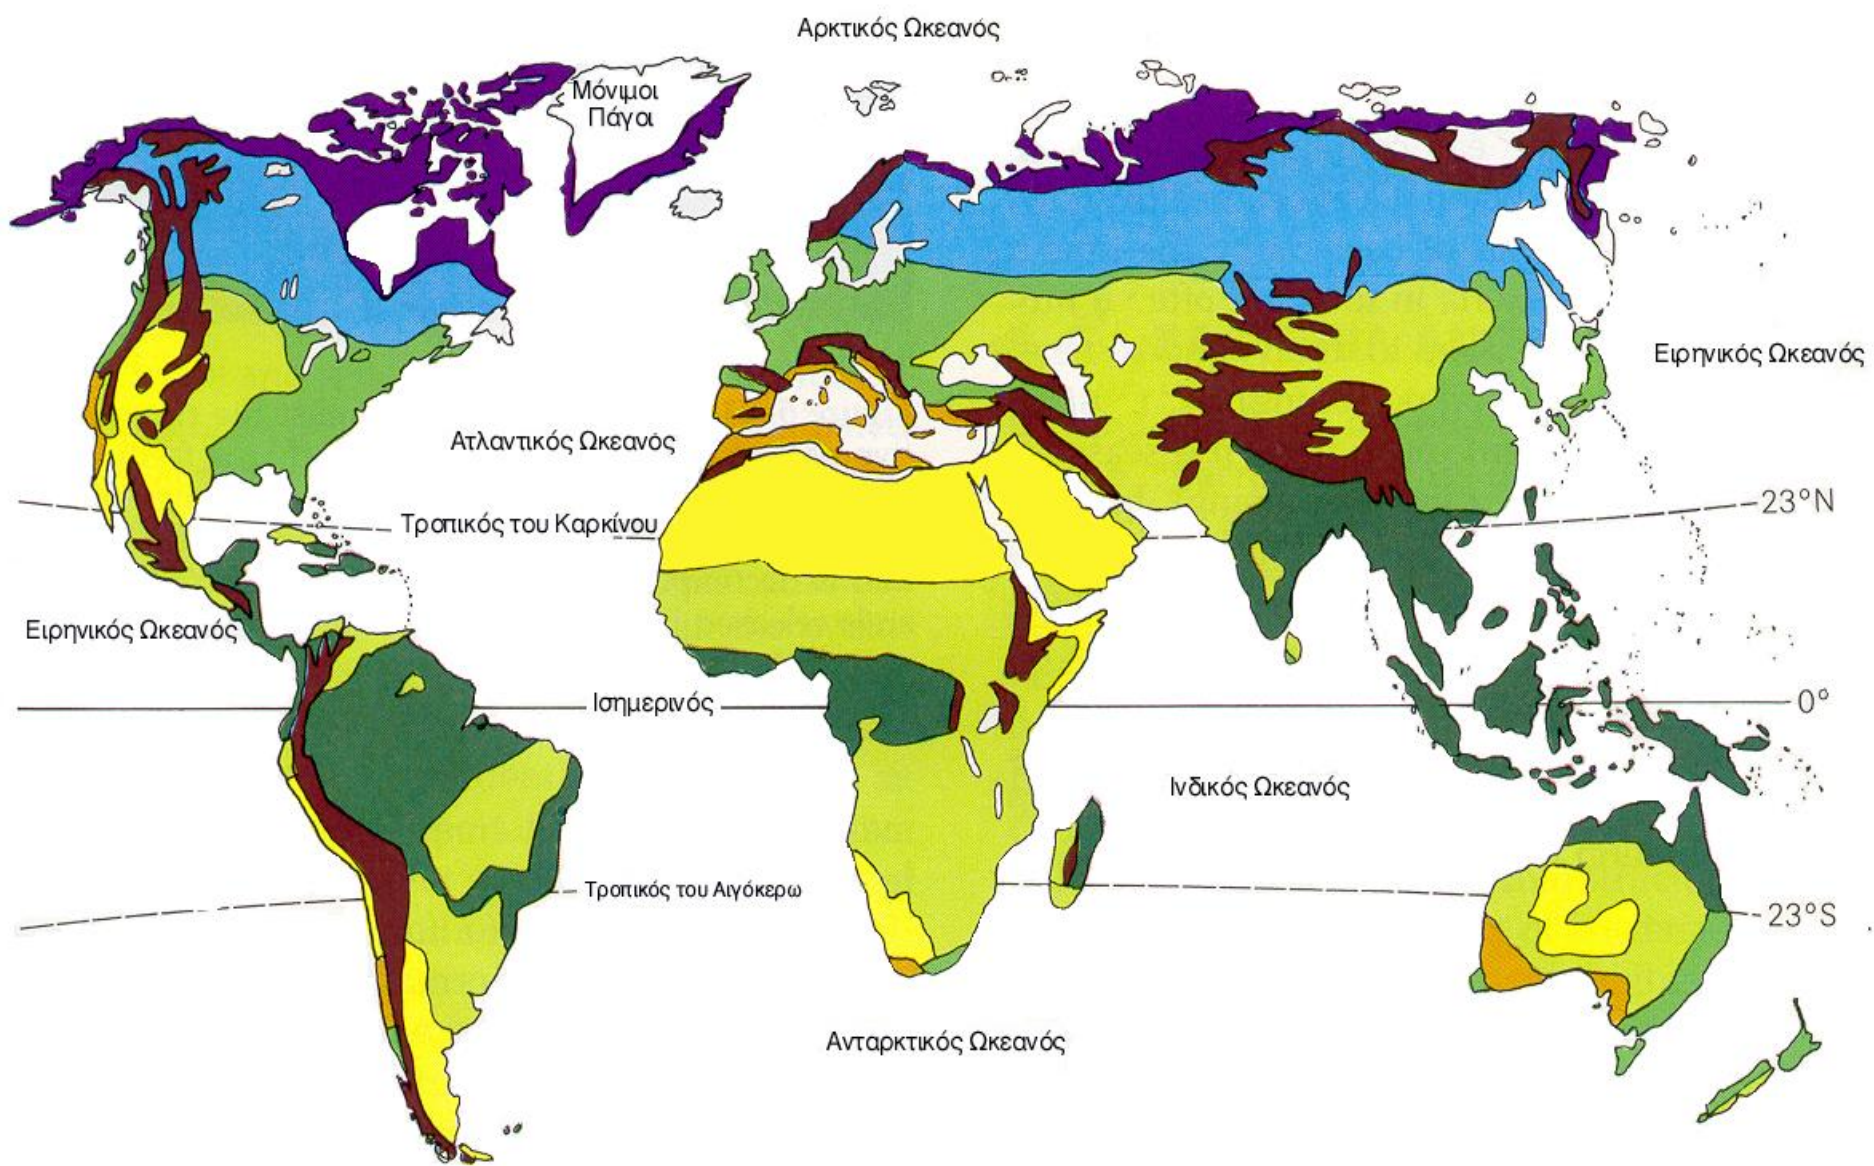 Αρκτικός Ωκεανός
Μόνιμοι
Πάγοι
Ειρηνικός Ωκεανός
Ατλαντικός Ωκεανός
23°N
Τροπικός του Καρκίνου
Ειρηνικός Ωκεανός
Ισημερινός
0°
Ινδικός Ωκεανός
Τροπικός του Αιγόκερω
23°S
Ανταρκτικός Ωκεανός